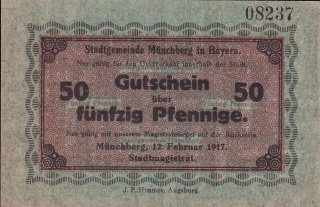 08237
Stadtgemeinde Münchberg in Bayern.
Nur gültig für den Geldverkehr innerhalb der Stadt.
Gutschein
50 über 50
fünfzig Pfennige.
Nur gültig mit unserem Magistratssiegel auf der Rückseite.
Münchberg, 12. Februar 1917.
Stadtmagistrat.
J. P. Himmer, Augsburg.